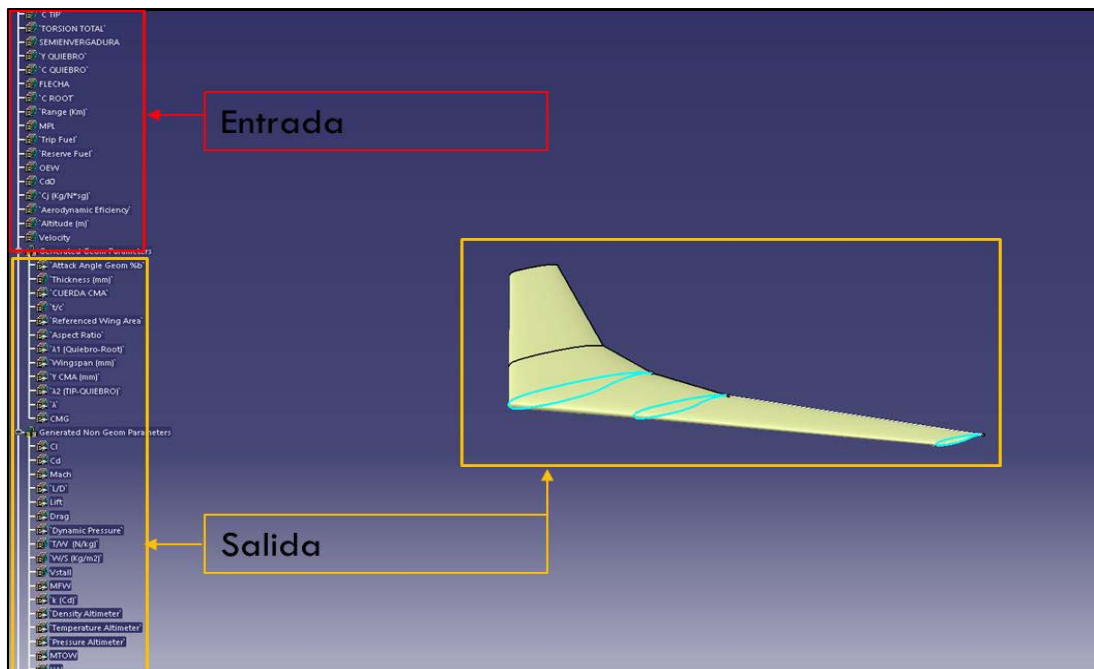 `C TIP`
`TORSION TOTAL`
SEMIENVERGADURA
`Y QUIEBRO`
`C QUIEBRO`
FLECHA
`C ROOT`
`Range (Km)`
MPL
`Trip Fuel`
`Reserve Fuel`
OEW
Cd0
`Cj (Kg/N*sg)`
`Aerodynamic Eficiency`
`Altitude (m)`
Velocity
Generated Geom Parameters
`Attack Angle Geom %b`
`Thickness (mm)`
`CUERDA CMA`
`t/c`
`Referenced Wing Area`
`Aspect Ratio`
`λ1 (Quiebro-Root)`
`Wingspan (mm)`
`Y CMA (mm)`
`λ2 (TIP-QUIEBRO)`
`λ`
CMG
Generated Non Geom Parameters
Cl
Cd
Mach
`L/D`
Lift
Drag
`Dynamic Pressure`
`T/W (N/kg)`
`W/S (Kg/m2)`
Vstall
MFW
`k (Cd)`
`Density Altimeter`
`Temperature Altimeter`
`Pressure Altimeter`
MTOW
Entrada
Salida